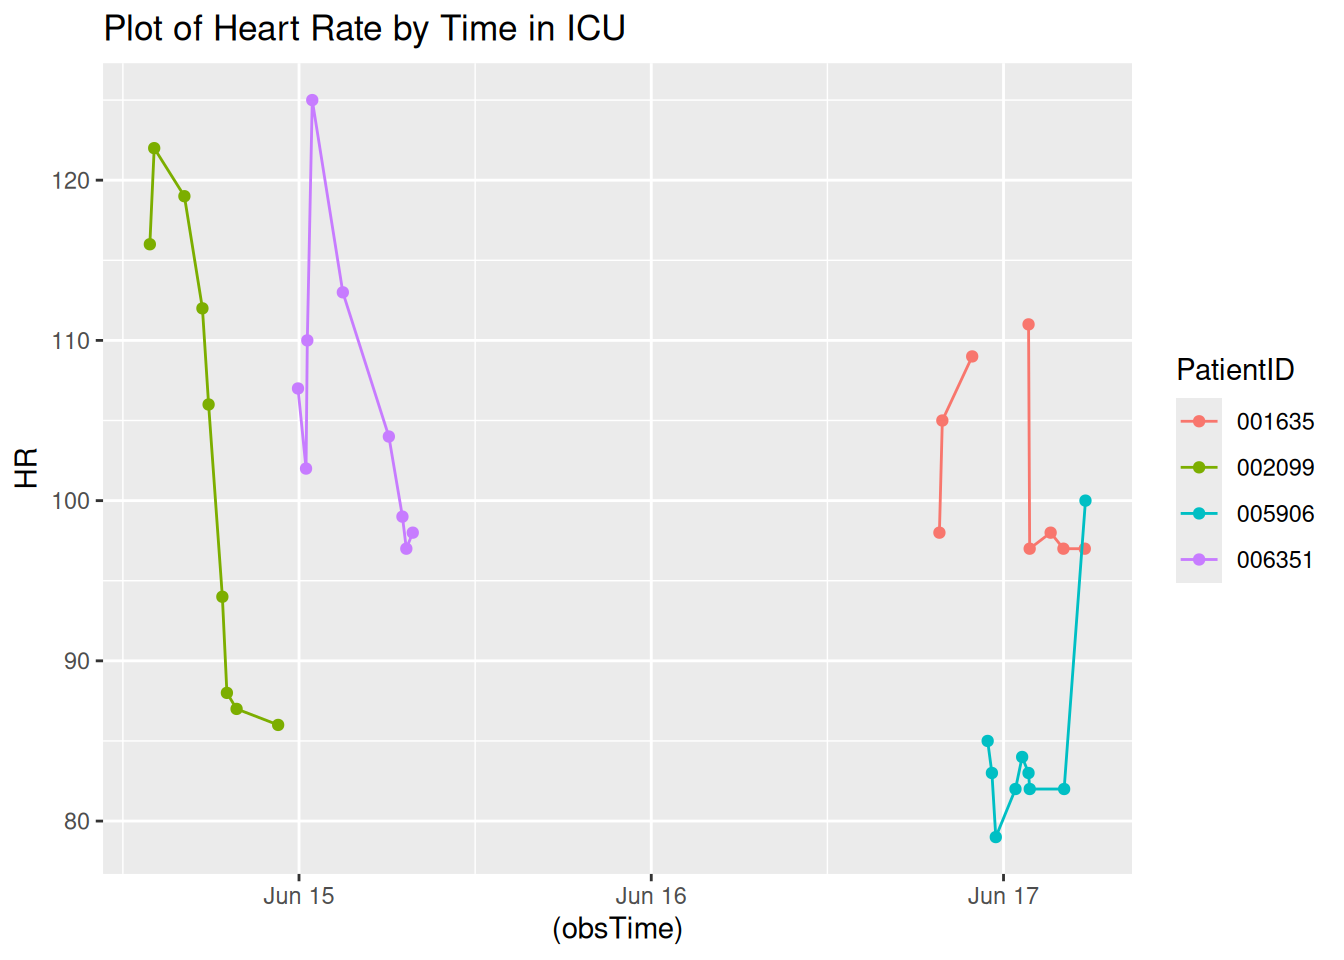 Plot of Heart Rate by Time in ICU
HR
120
110
100
90
80
Jun 15
Jun 16
Jun 17
(obsTime)
PatientID
001635
002099
005906
006351